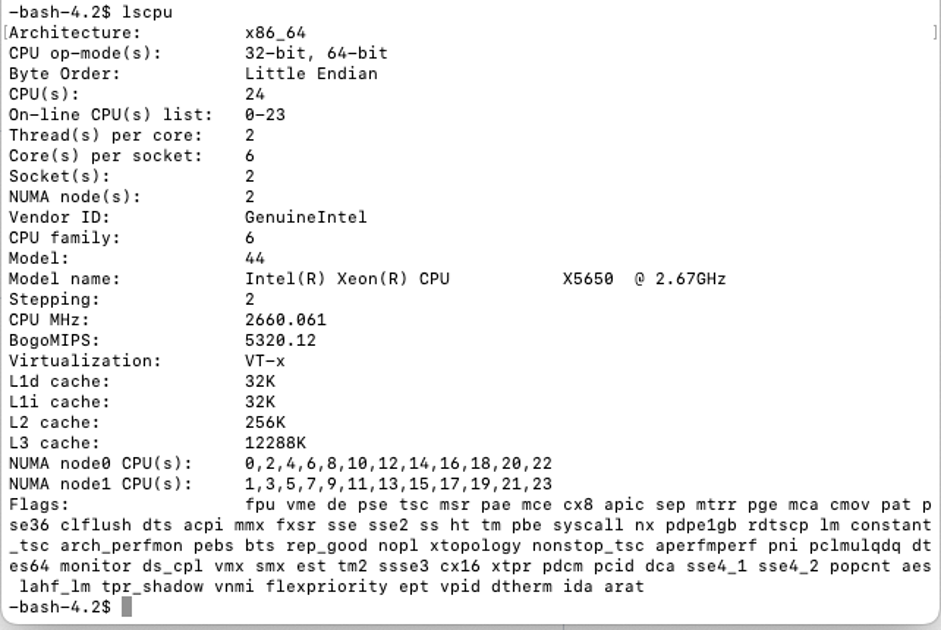 -bash-4.2$ lscpu
Architecture:          x86_64
CPU op-mode(s):        32-bit, 64-bit
Byte Order:            Little Endian
CPU(s):                24
On-line CPU(s) list:   0-23
Thread(s) per core:    2
Core(s) per socket:    6
Socket(s):             2
NUMA node(s):          2
Vendor ID:             GenuineIntel
CPU family:            6
Model:                 44
Model name:            Intel(R) Xeon(R) CPU           X5650  @ 2.67GHz
Stepping:              2
CPU MHz:               2660.061
BogoMIPS:              5320.12
Virtualization:        VT-x
L1d cache:             32K
L1i cache:             32K
L2 cache:              256K
L3 cache:              12288K
NUMA node0 CPU(s):     0,2,4,6,8,10,12,14,16,18,20,22
NUMA node1 CPU(s):     1,3,5,7,9,11,13,15,17,19,21,23
Flags:                 fpu vme de pse tsc msr pae mce cx8 apic sep mtrr pge mca cmov pat p
se36 clflush dts acpi mmx fxsr sse sse2 ss ht tm pbe syscall nx pdpe1gb rdtscp lm constant
_tsc arch_perfmon pebs bts rep_good nopl xtopology nonstop_tsc aperfmperf pni pclmulqdq dt
es64 monitor ds_cpl vmx smx est tm2 ssse3 cx16 xtpr pdcm pcid dca sse4_1 sse4_2 popcnt aes
 lahf_lm tpr_shadow vnmi flexpriority ept vpid dtherm ida arat
-bash-4.2$